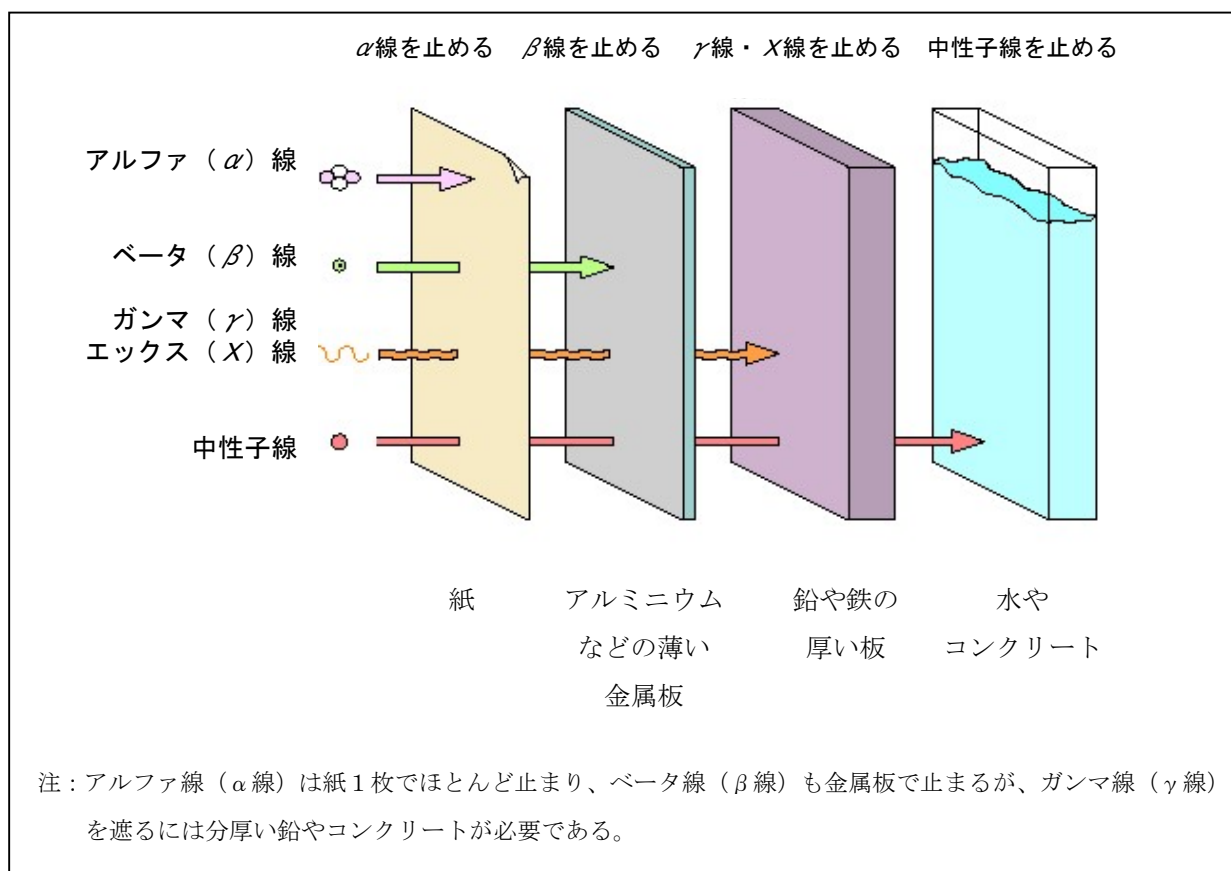 α線を止める β線を止める γ線・X線を止める 中性子線を止める
アルファ(α)線
ベータ(β)線
ガンマ(γ)線
エックス(X)線
中性子線
紙
アルミニウム
などの薄い
金属板
鉛や鉄の
厚い板
水や
コンクリート
注:アルファ線(α線)は紙1枚でほとんど止まり、ベータ線(β線)も金属板で止まるが、ガンマ線(γ線)
を遮るには分厚い鉛やコンクリートが必要である。